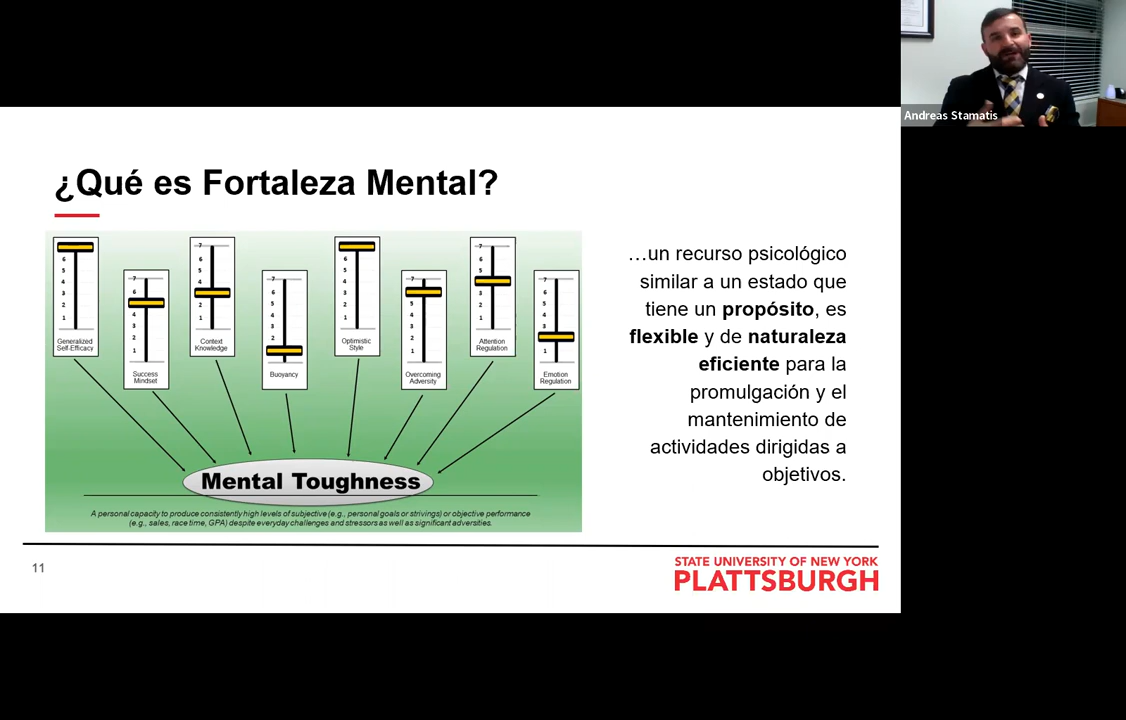 Andreas Stamatis
¿Qué es Fortaleza Mental?
7 6 5 4 3 2 1
Generalized
Self-Efficacy
Success
Mindset
Context
Knowledge
Buoyancy
Optimistic
Style
Overcoming
Adversity
Attention
Regulation
Emotion
Regulation
Mental Toughness
A personal capacity to produce consistently high levels of subjective (e.g., personal goals or strivings) or objective performance
(e.g., sales, race time, GPA) despite everyday challenges and stressors as well as significant adversities.
…un recurso psicológico
similar a un estado que
tiene un propósito, es
flexible y de naturaleza
eficiente para la
promulgación y el
mantenimiento de
actividades dirigidas a
objetivos.
11
STATE UNIVERSITY OF NEW YORK
PLATTSBURGH